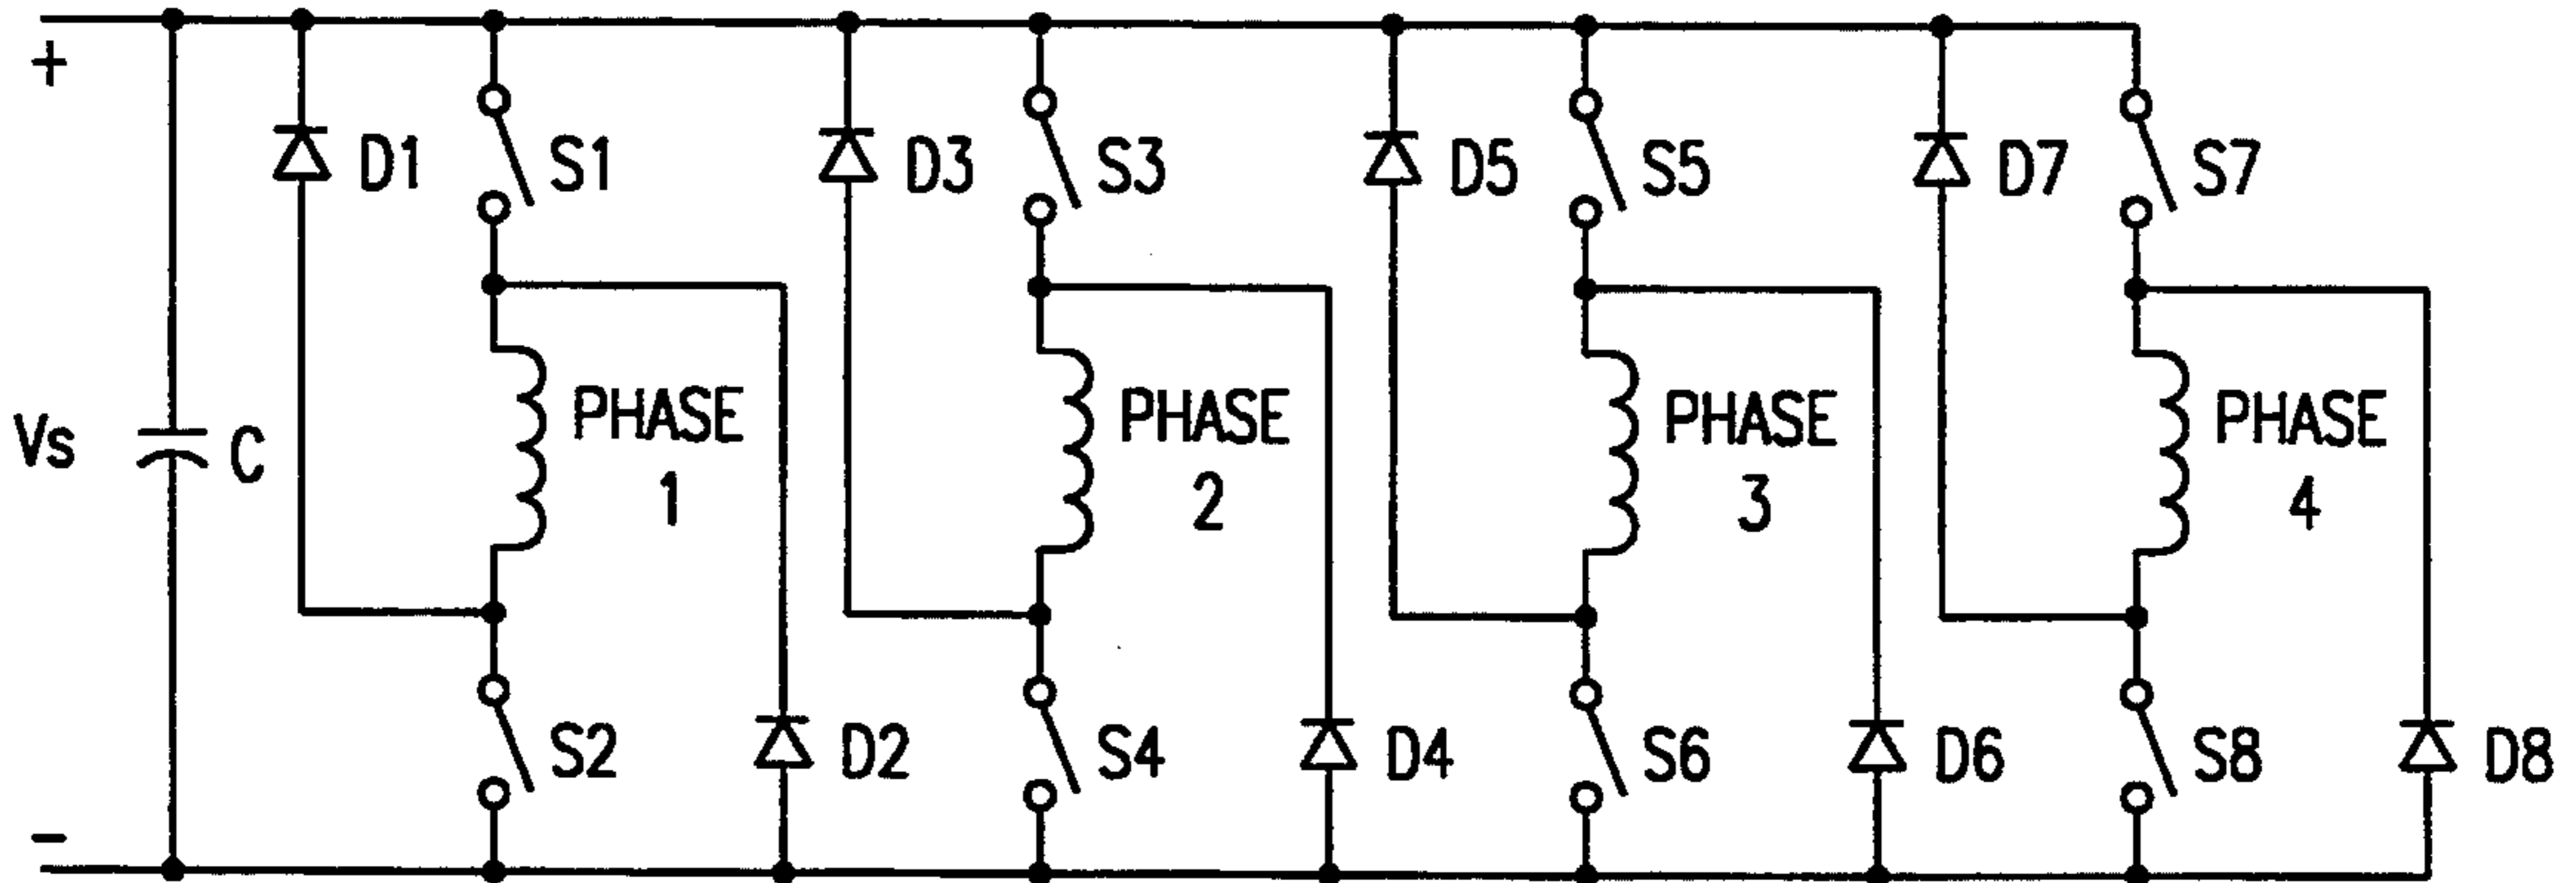 +
D1
S1
D3
S3
D5
S5
D7
S7
Vs
C
PHASE
1
PHASE
2
PHASE
3
PHASE
4
S2
D2
S4
D4
S6
D6
S8
D8
-